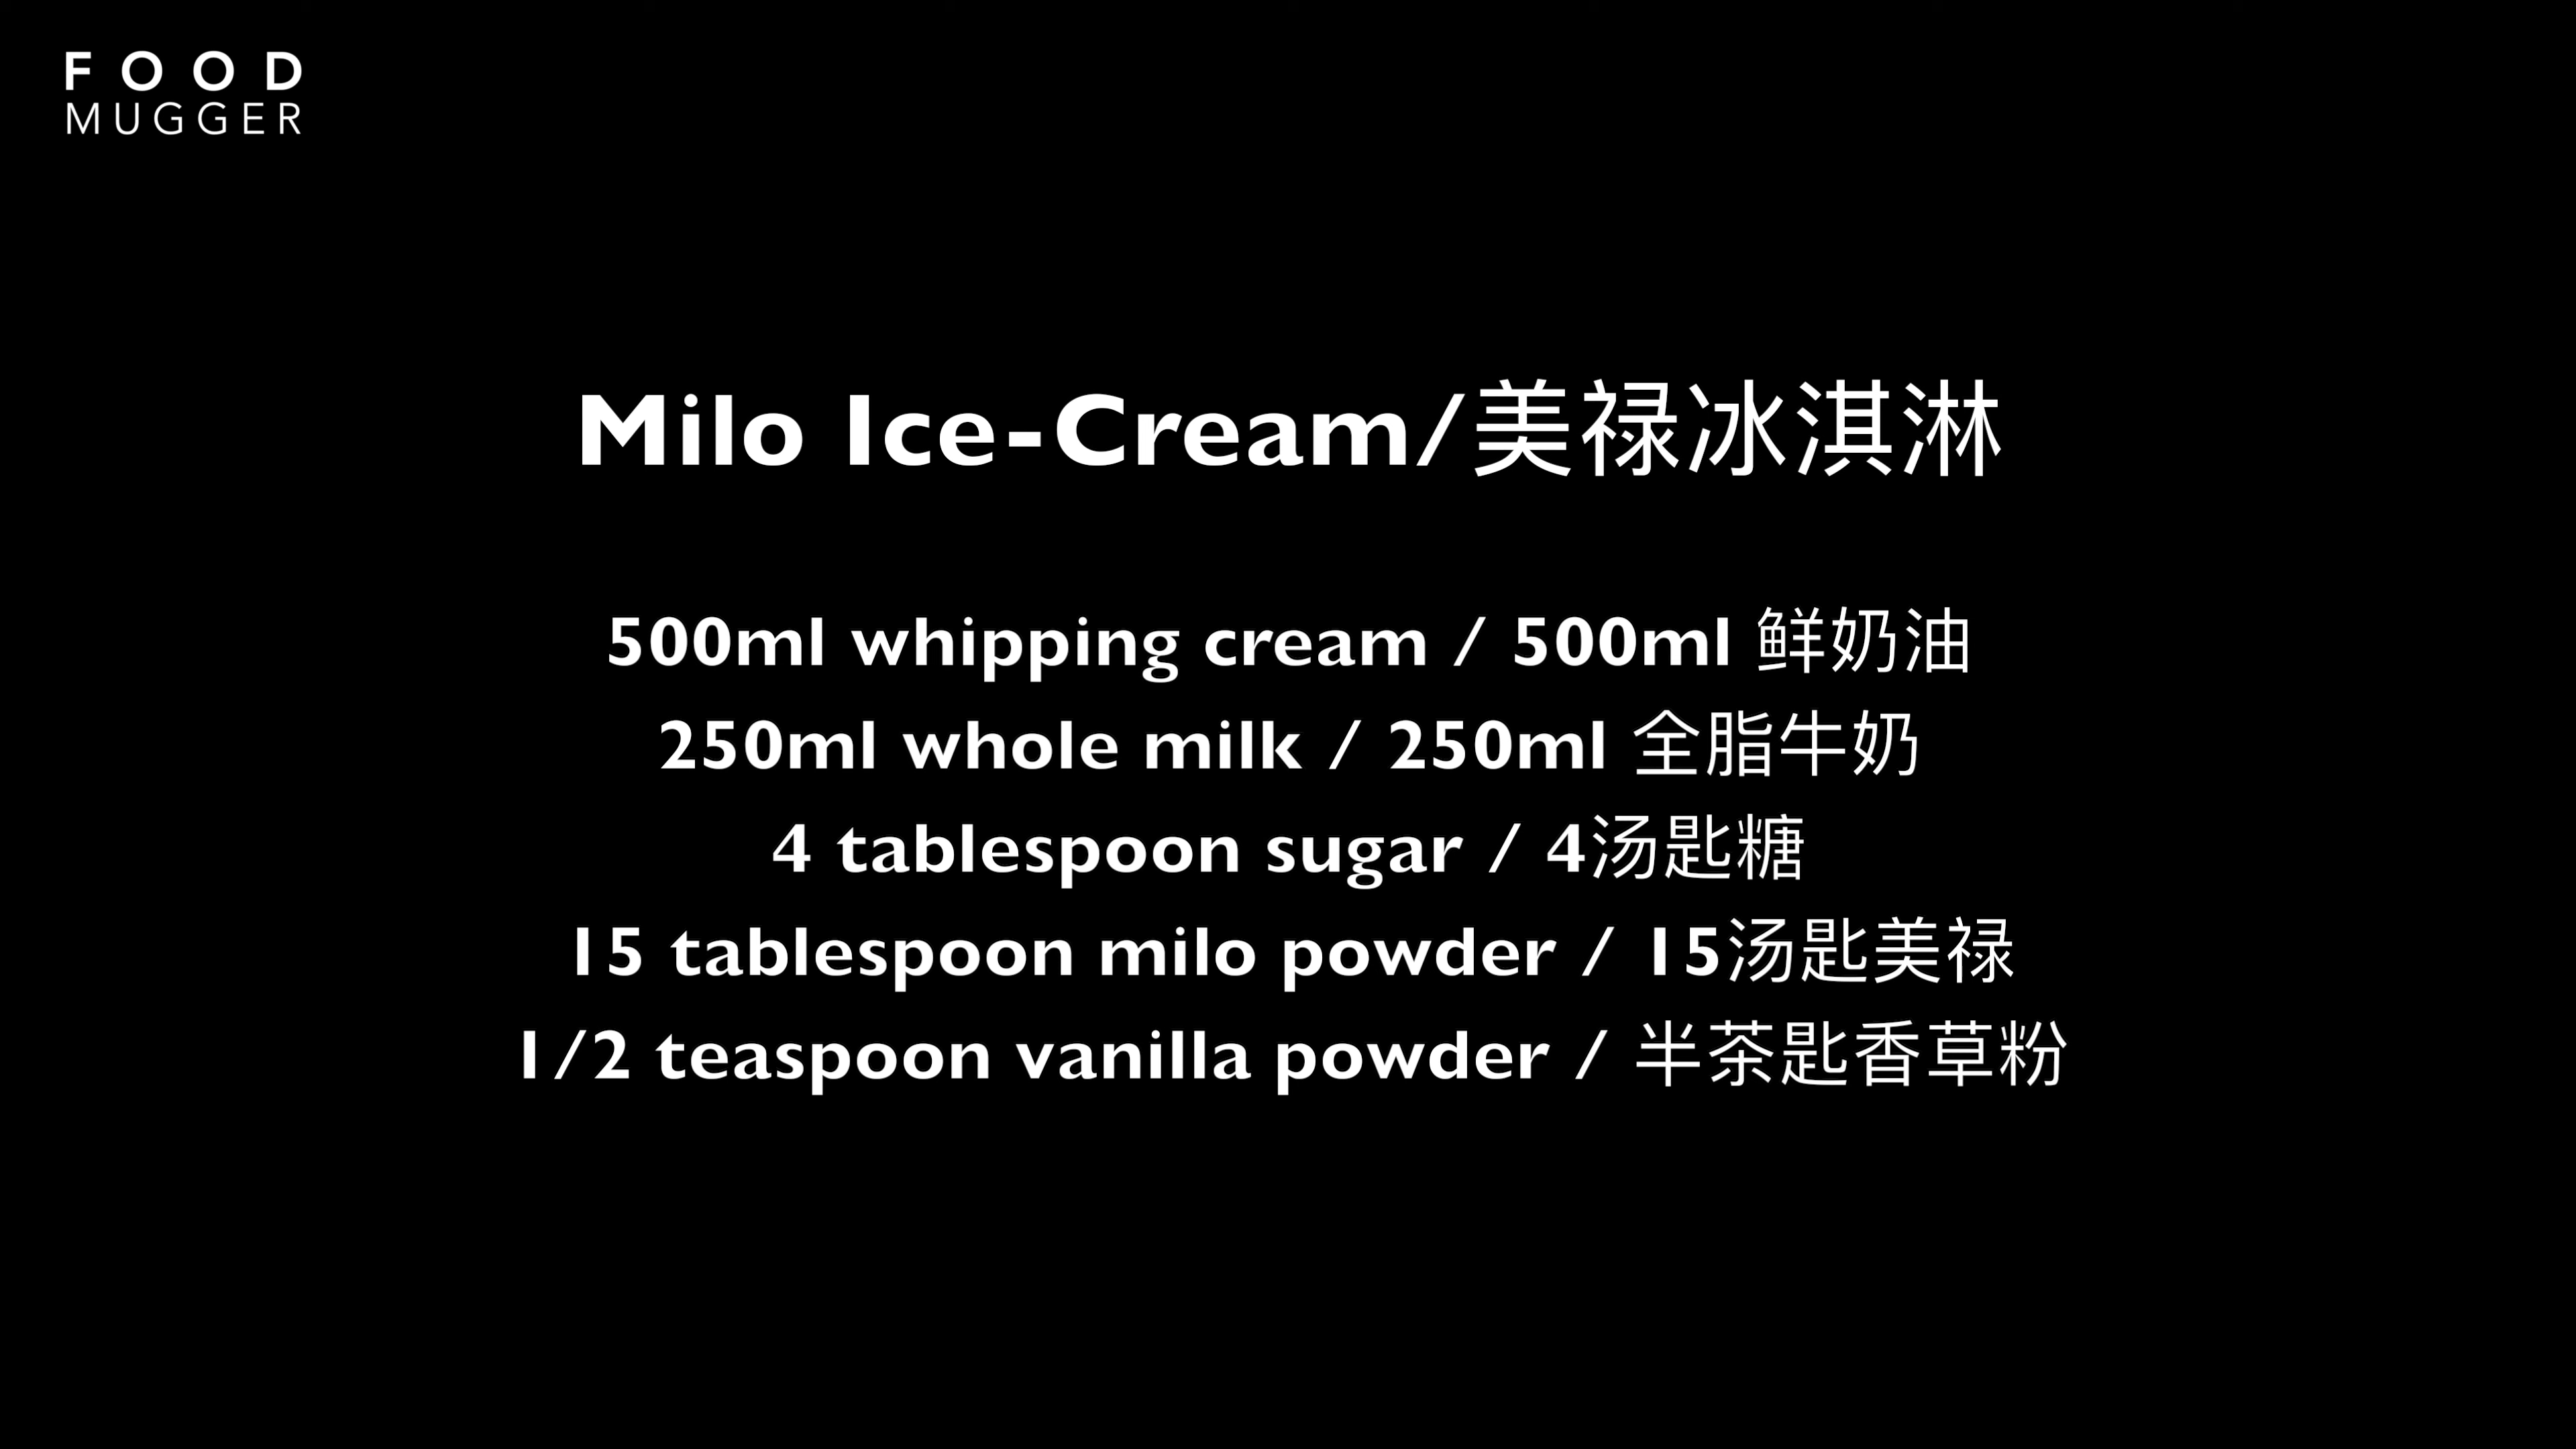 FOOD
MUGGER
Milo Ice-Cream/美禄冰淇淋
500ml whipping cream / 500ml 鲜奶油
250ml whole milk / 250ml 全脂牛奶
4 tablespoon sugar / 4汤匙糖
15 tablespoon milo powder / 15汤匙美禄
1/2 teaspoon vanilla powder / 半茶匙香草粉